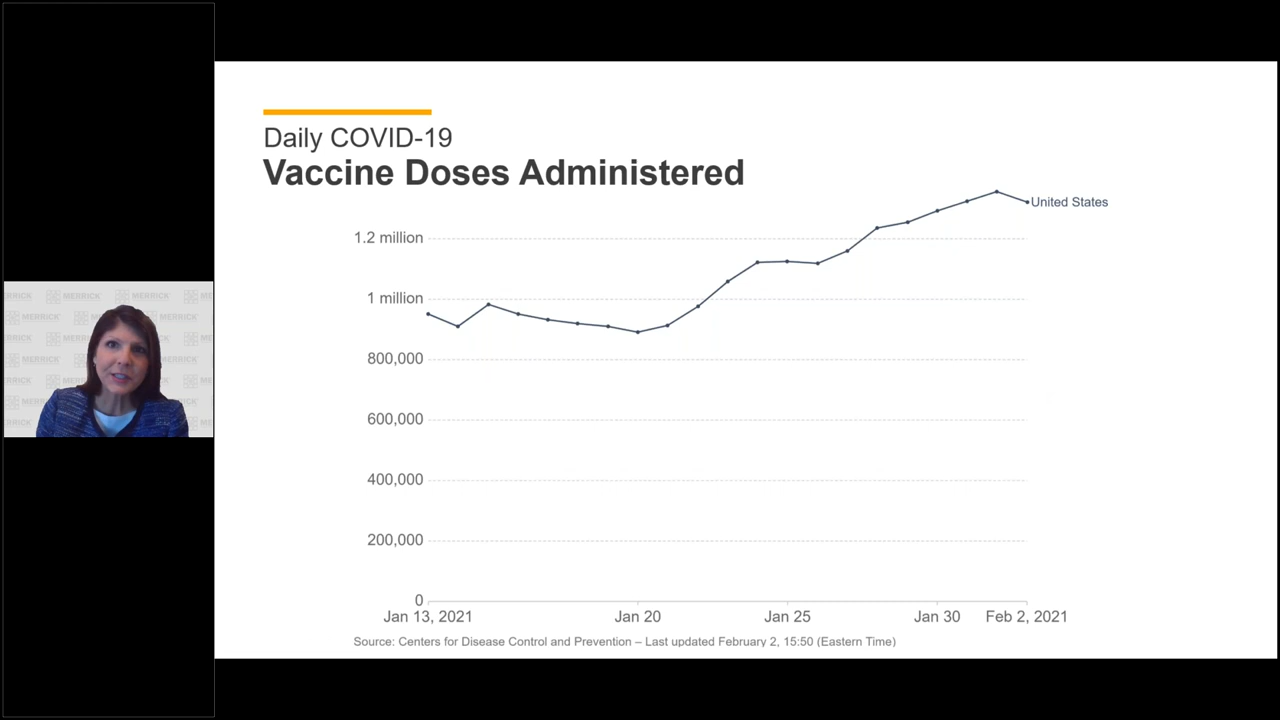 Daily COVID-19
Vaccine Doses Administered
United States
1.2 million
1 million
800,000
600,000
400,000
200,000
0
Jan 13, 2021 Jan 20 Jan 25 Jan 30 Feb 2, 2021
Source: Centers for Disease Control and Prevention – Last updated February 2, 15:50 (Eastern Time)
MERRICK